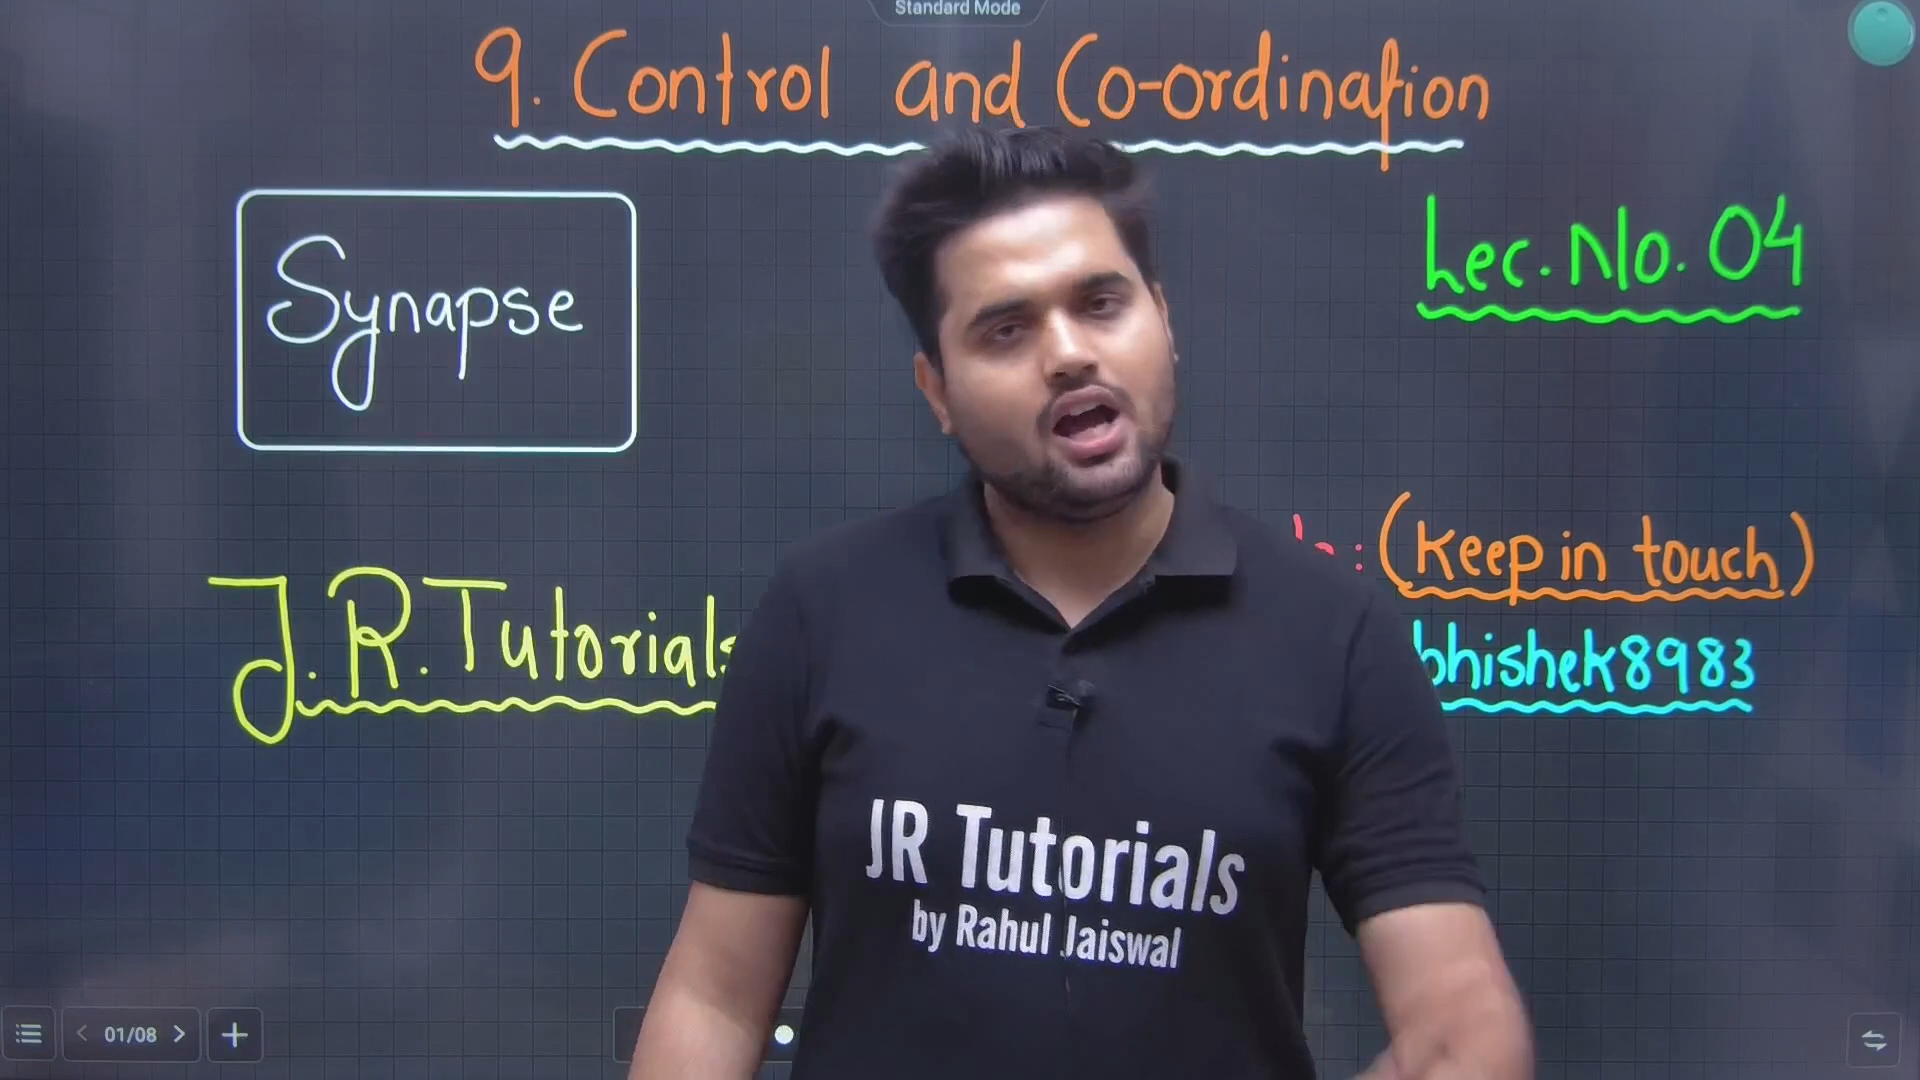 Standard Mode
9. Control and Co-ordination
Synapse
Lec. No. 04
: (Keep in touch)
J.R. Tutorials
bhishek8983
JR Tutorials
by Rahul Jaiswal
01/08